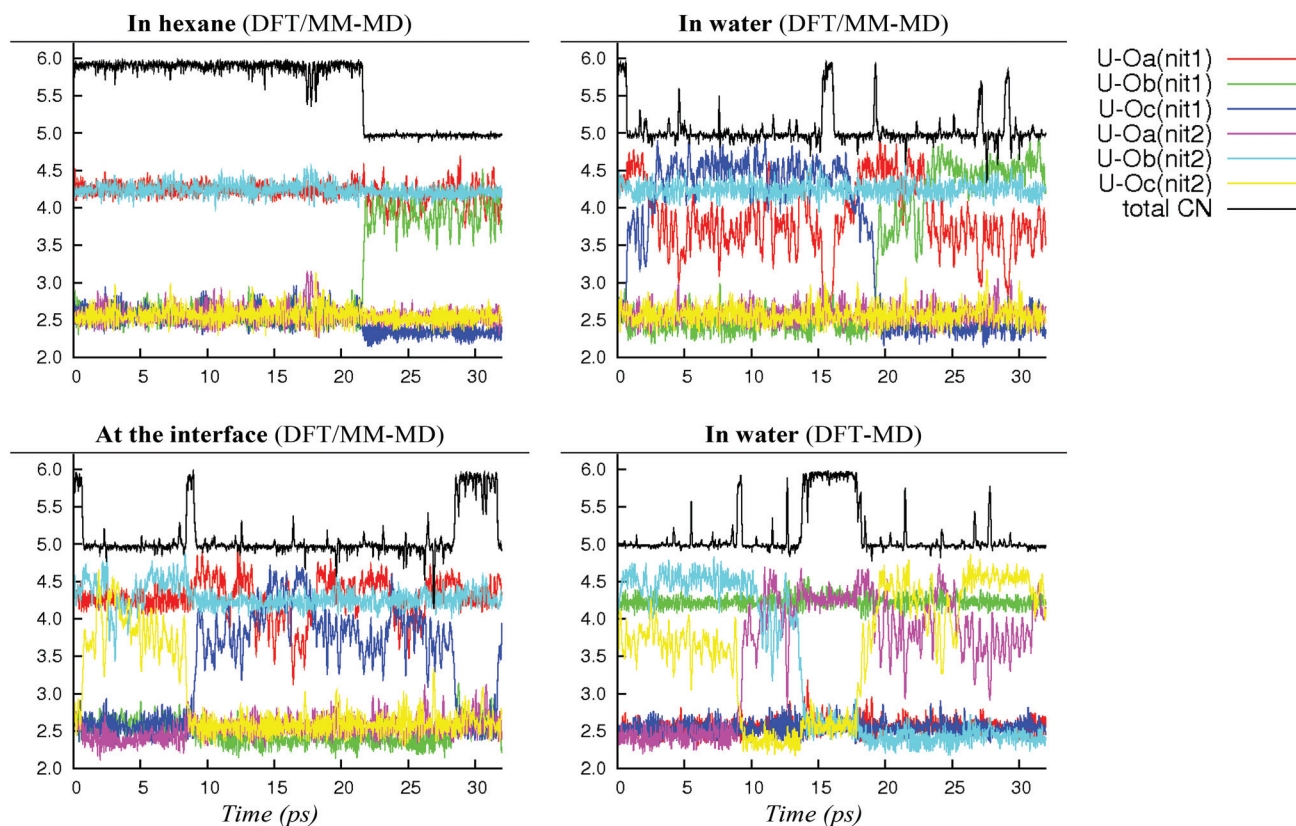 In hexane (DFT/MM-MD)
In water (DFT/MM-MD)
6.0
5.5
5.0
4.5
4.0
3.5
3.0
2.5
2.0
0 5 10 15 20 25 30
6.0
5.5
5.0
4.5
4.0
3.5
3.0
2.5
2.0
0 5 10 15 20 25 30
U-Oa(nit1)
U-Ob(nit1)
U-Oc(nit1)
U-Oa(nit2)
U-Ob(nit2)
U-Oc(nit2)
total CN
At the interface (DFT/MM-MD)
In water (DFT-MD)
6.0
5.5
5.0
4.5
4.0
3.5
3.0
2.5
2.0
0 5 10 15 20 25 30
Time (ps)
6.0
5.5
5.0
4.5
4.0
3.5
3.0
2.5
2.0
0 5 10 15 20 25 30
Time (ps)